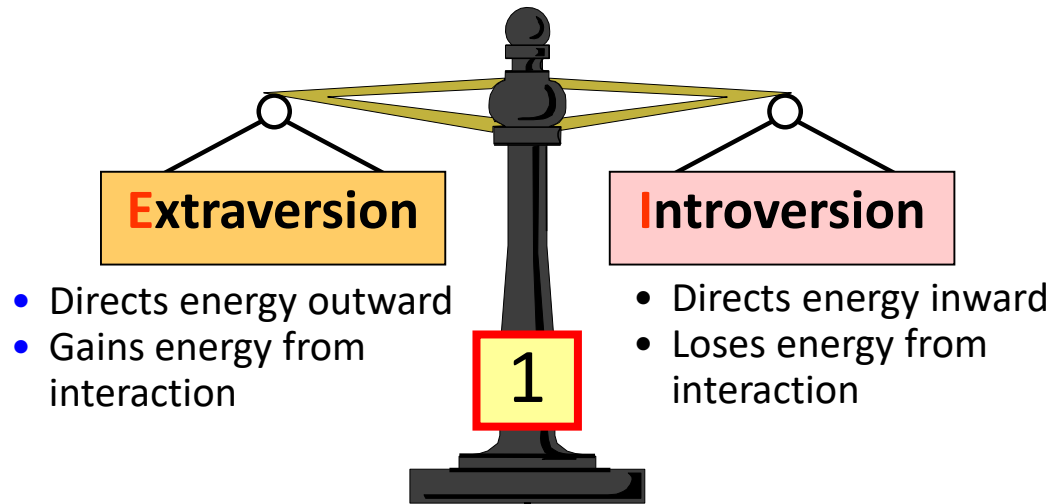 Extraversion
• Directs energy outward
• Gains energy from
interaction
Introversion
• Directs energy inward
• Loses energy from
interaction
1